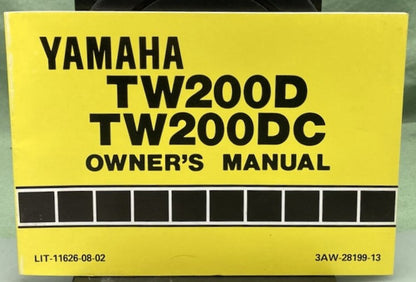 YAMAHA
TW200D
TW200DC
OWNER'S MANUAL
LIT-11626-08-02 3AW-28199-13